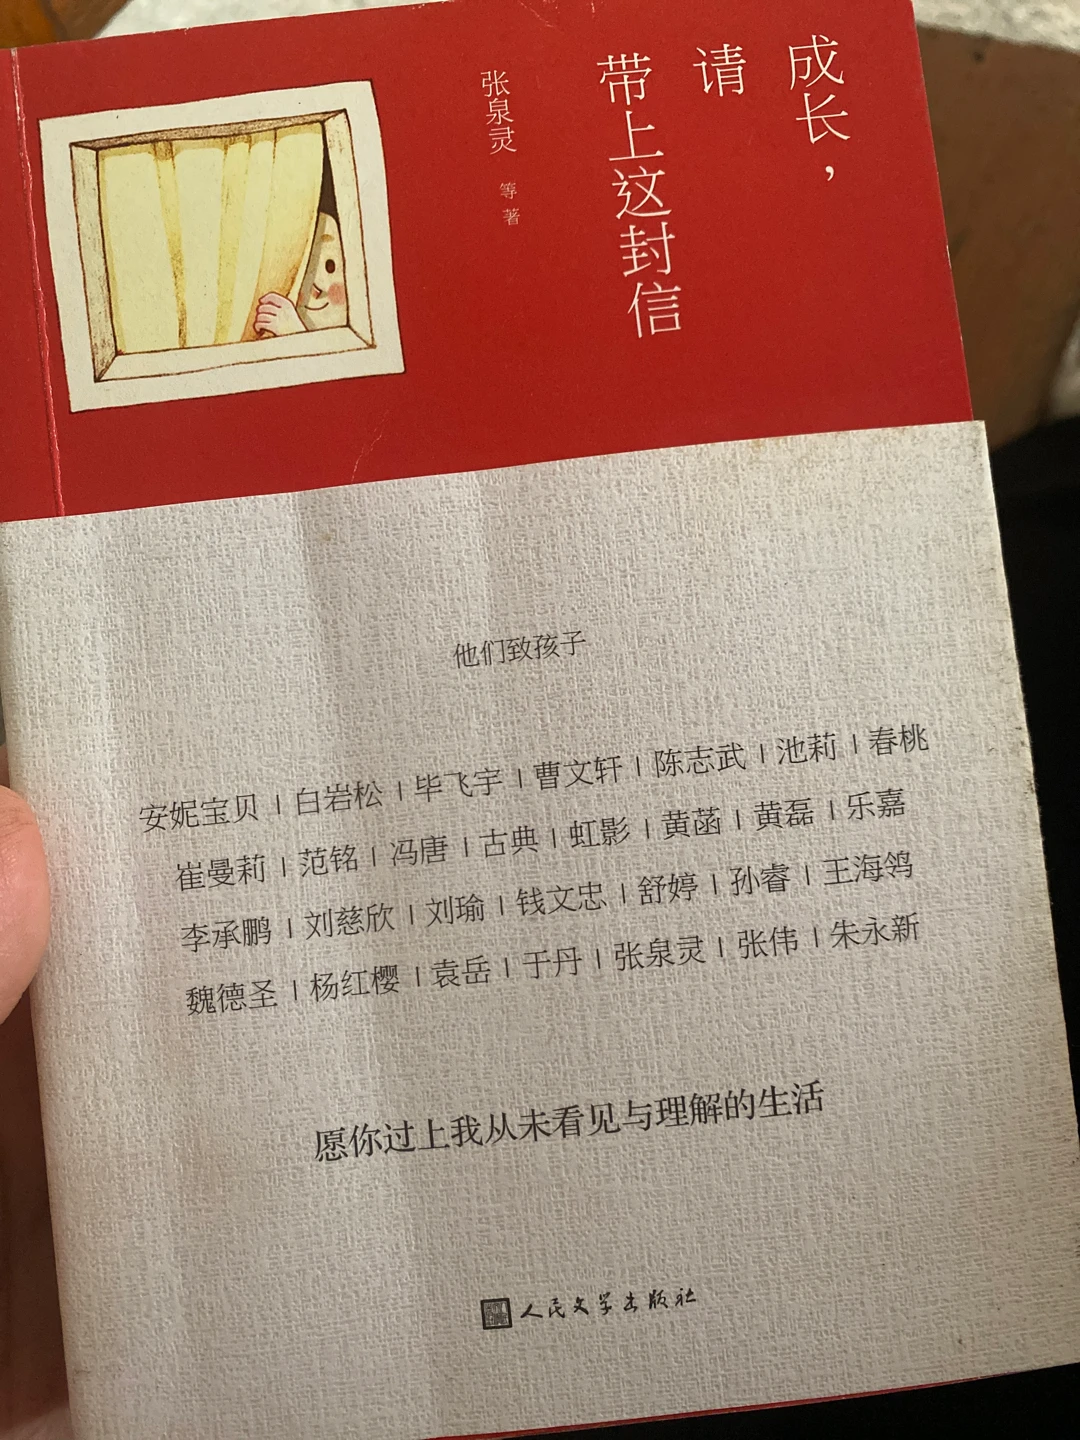 成长，
请
带上这封信
张泉灵 等著
他们致孩子
安妮宝贝 | 白岩松 | 毕飞宇 | 曹文轩 | 陈志武 | 池莉 | 春桃
崔曼莉 | 范铭 | 冯唐 | 古典 | 虹影 | 黄菡 | 黄磊 | 乐嘉
李承鹏 | 刘慈欣 | 刘瑜 | 钱文忠 | 舒婷 | 孙睿 | 王海鸰
魏德圣 | 杨红樱 | 袁岳 | 于丹 | 张泉灵 | 张伟 | 朱永新
愿你过上我从未看见与理解的生活
人民文学出版社